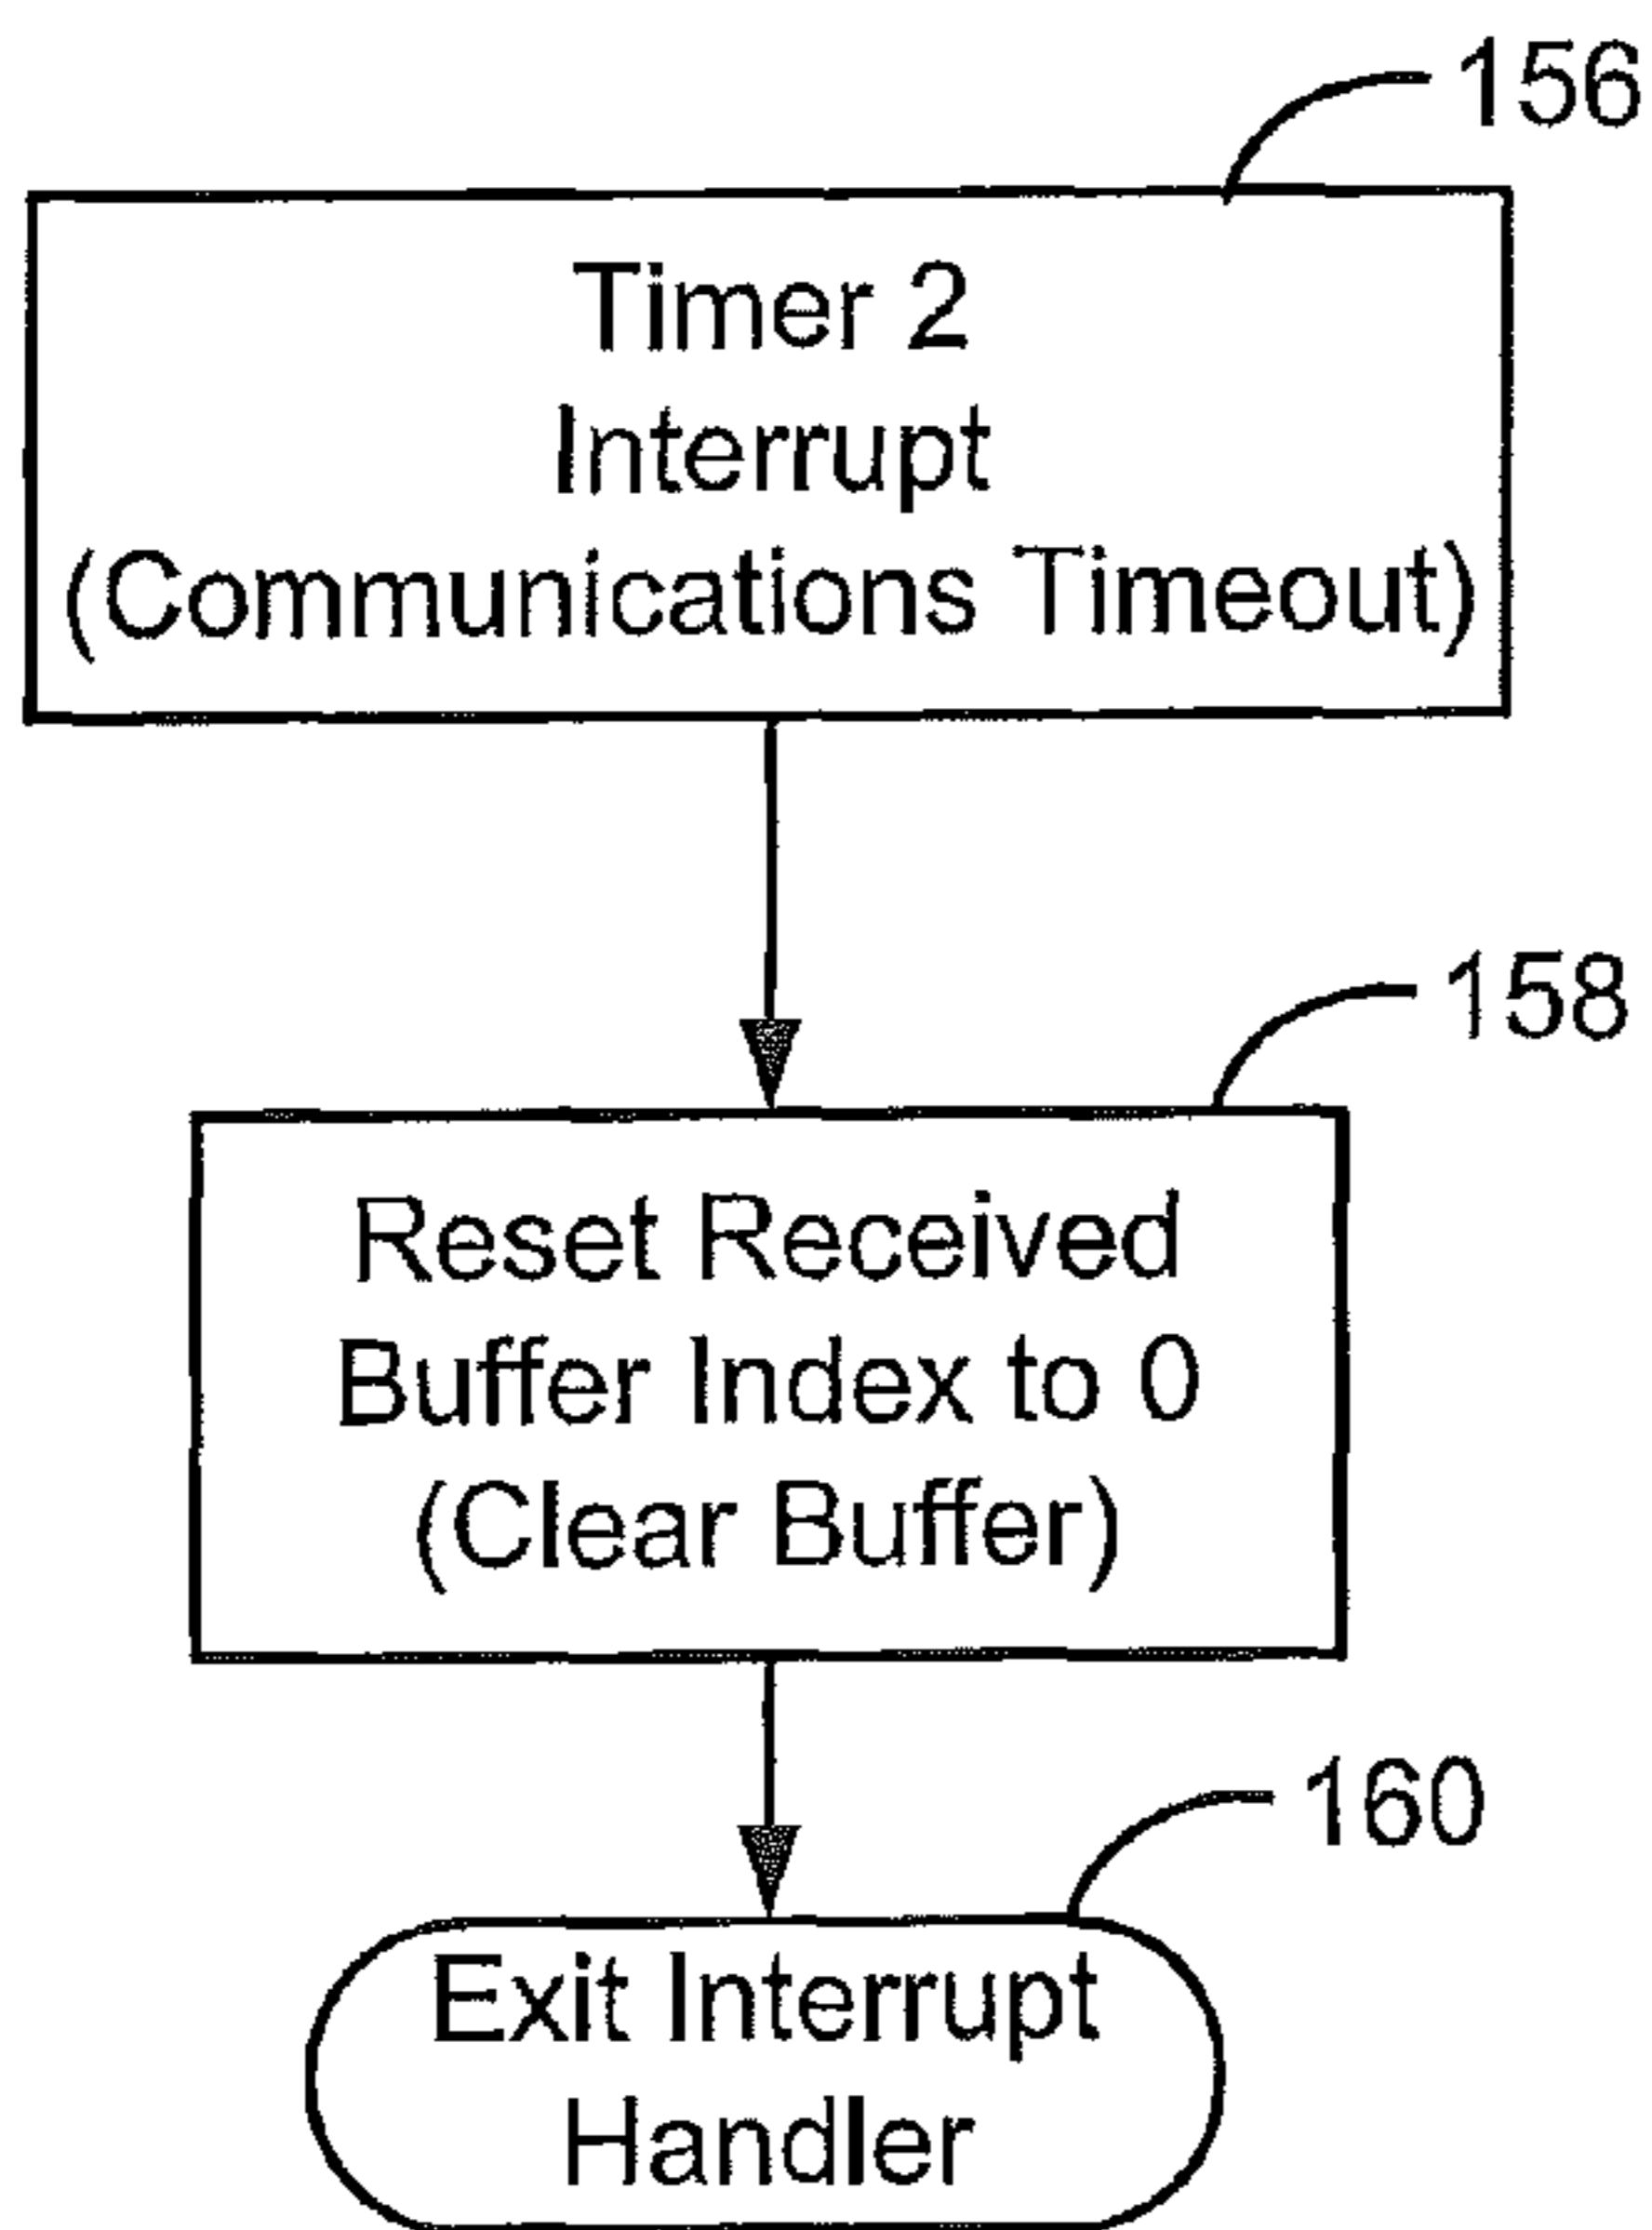 156
Timer 2
Interrupt
(Communications Timeout)
158
Reset Received
Buffer Index to 0
(Clear Buffer)
160
Exit Interrupt
Handler